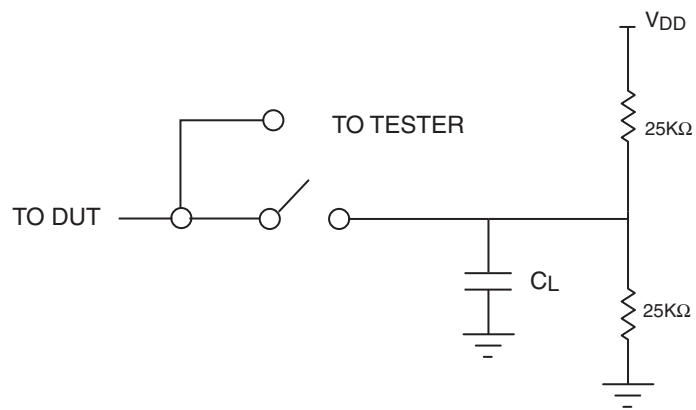 VDD
25KΩ
TO TESTER
TO DUT
CL
25KΩ